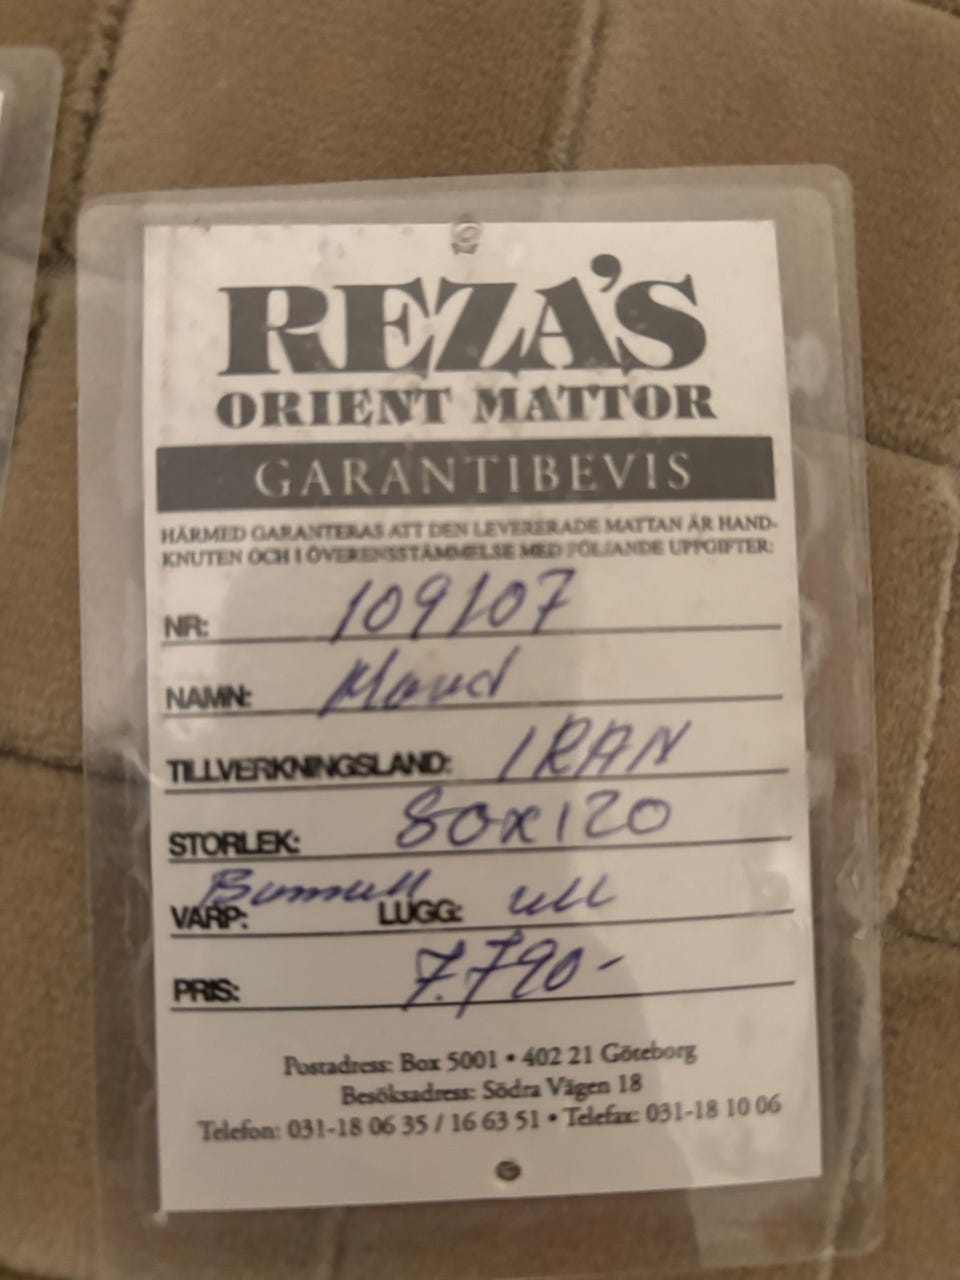 REZA'S
ORIENT MATTOR
GARANTIBEVIS
HÄRMED GARANTERAS ATT DEN LEVERERADE MATTAN ÄR HAND-
KNUTEN OCH I ÖVERENSSTÄMMELSE MED FÖLJANDE UPPGIFTER:
NR: 109107
NAMN:
TILLVERKNINGSLAND: IRAN
STORLEK: 80x120
VARP: Bomull LUGG: ull
PRIS: 7.790-
Postadress: Box 5001 • 402 21 Göteborg
Besöksadress: Södra Vägen 18
Telefon: 031-18 06 35 / 16 63 51 • Telefax: 031-18 10 06